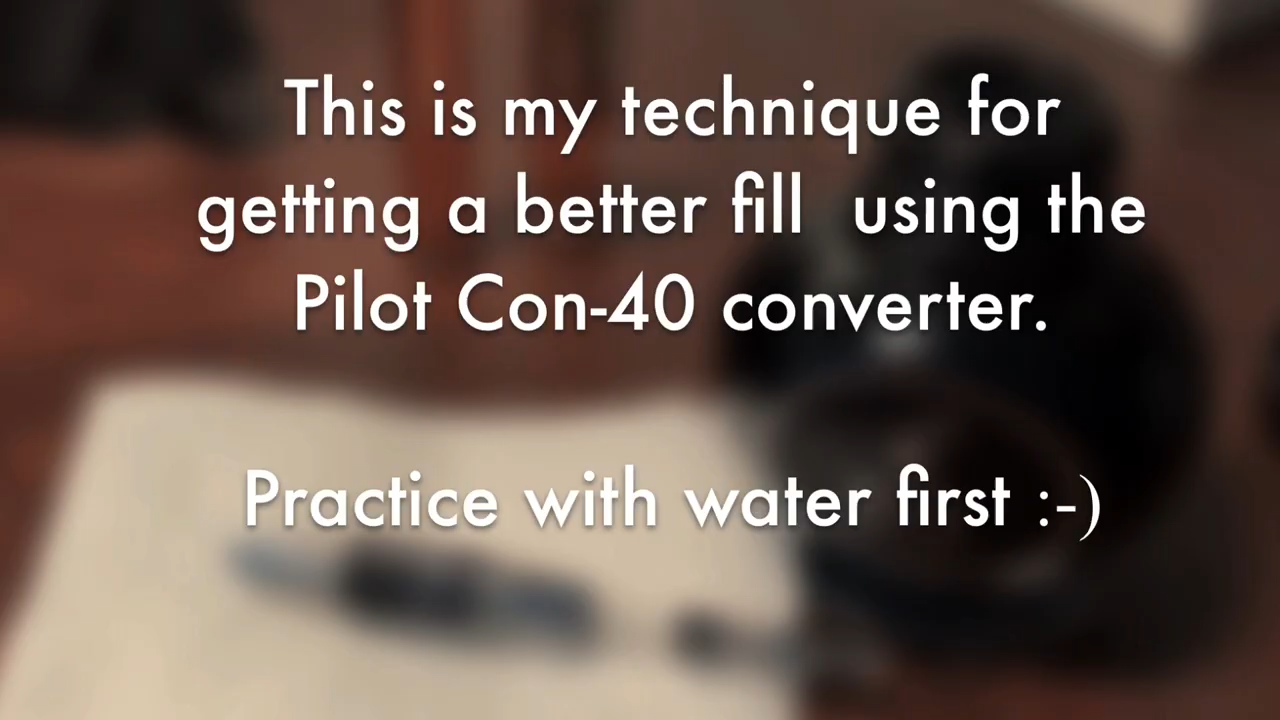 This is my technique for
getting a better fill  using the
Pilot Con-40 converter.
Practice with water first :-)